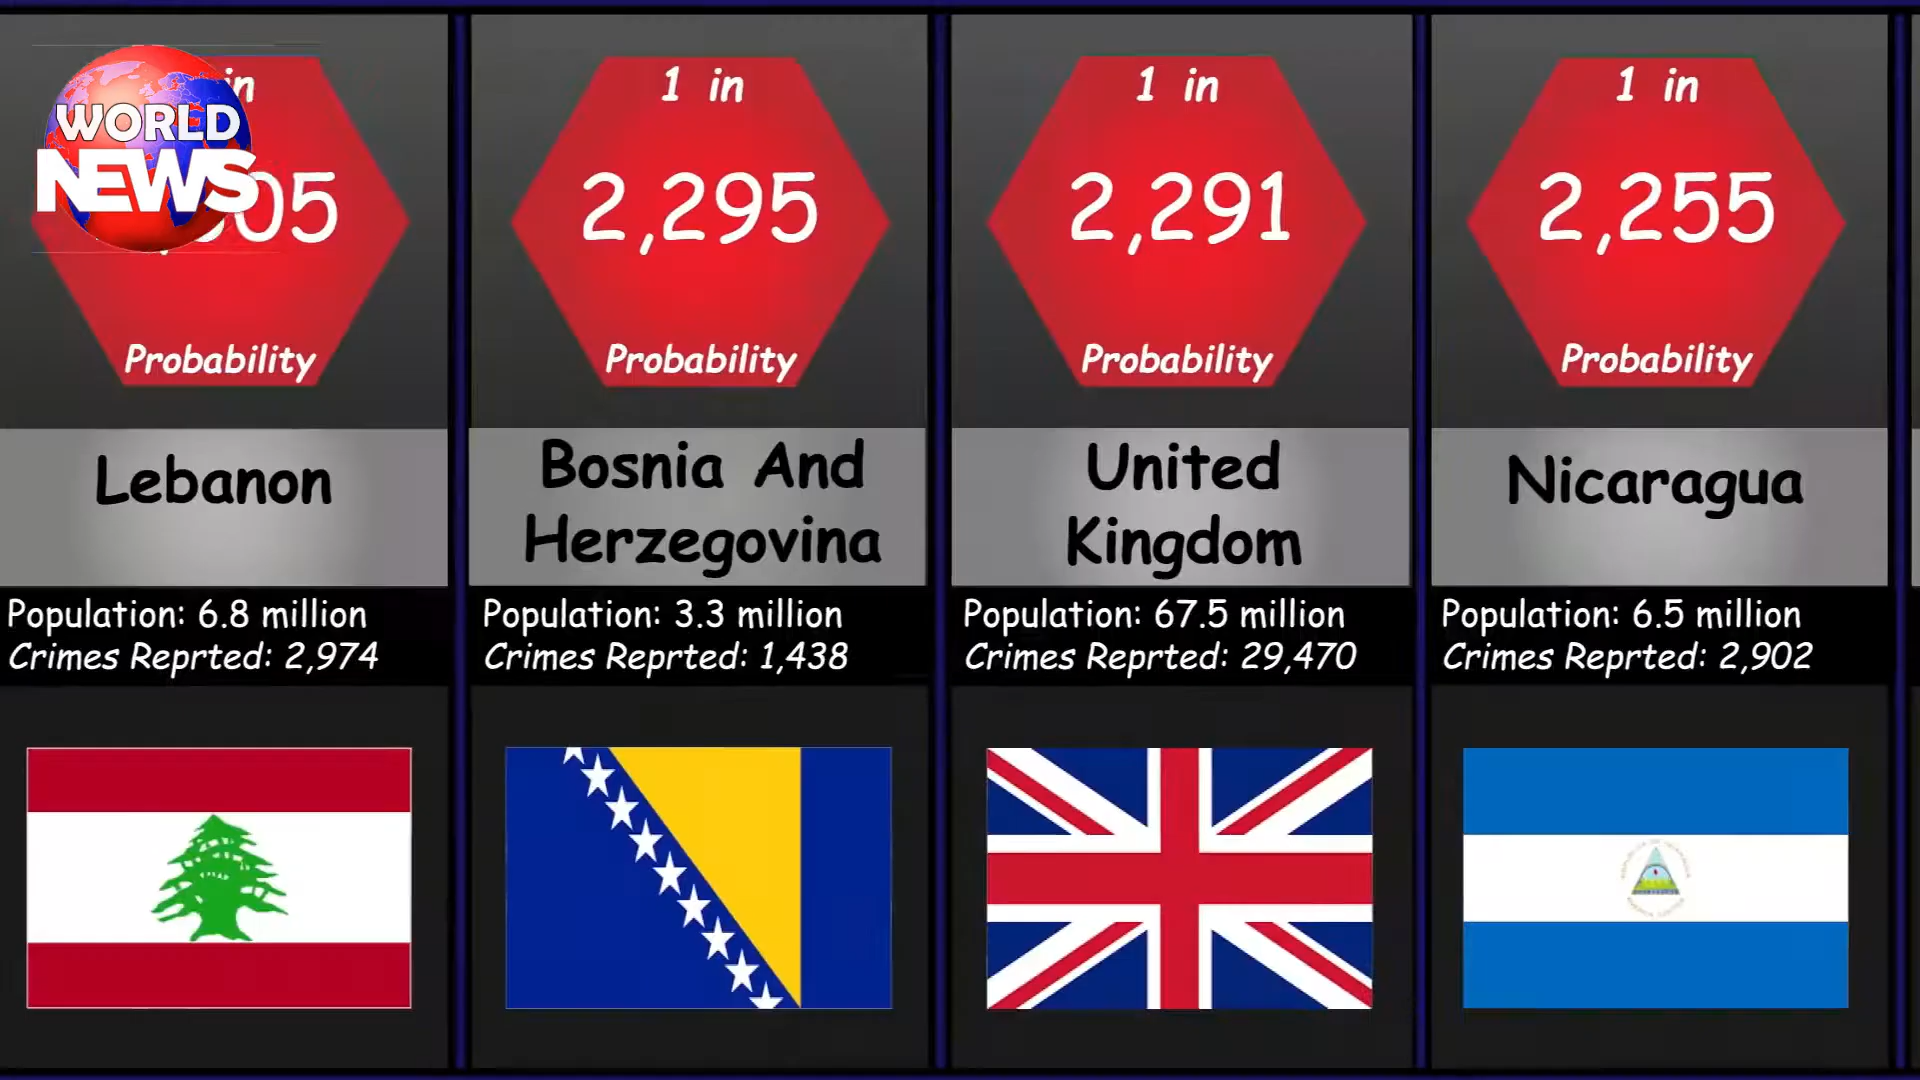 WORLD
NEWS
in
05
Probability
Lebanon
Population: 6.8 million
Crimes Reprted: 2,974
1 in
2,295
Probability
Bosnia And
Herzegovina
Population: 3.3 million
Crimes Reprted: 1,438
1 in
2,291
Probability
United
Kingdom
Population: 67.5 million
Crimes Reprted: 29,470
1 in
2,255
Probability
Nicaragua
Population: 6.5 million
Crimes Reprted: 2,902